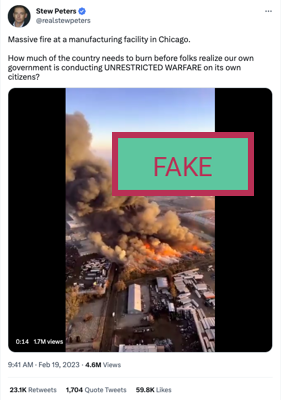 Stew Peters
@realstewpeters
Massive fire at a manufacturing facility in Chicago.
How much of the country needs to burn before folks realize our own
government is conducting UNRESTRICTED WARFARE on its own
citizens?
FAKE
0:14 1.7M views
9:41 AM · Feb 19, 2023 · 4.6M Views
23.1K Retweets 1,704 Quote Tweets 59.8K Likes